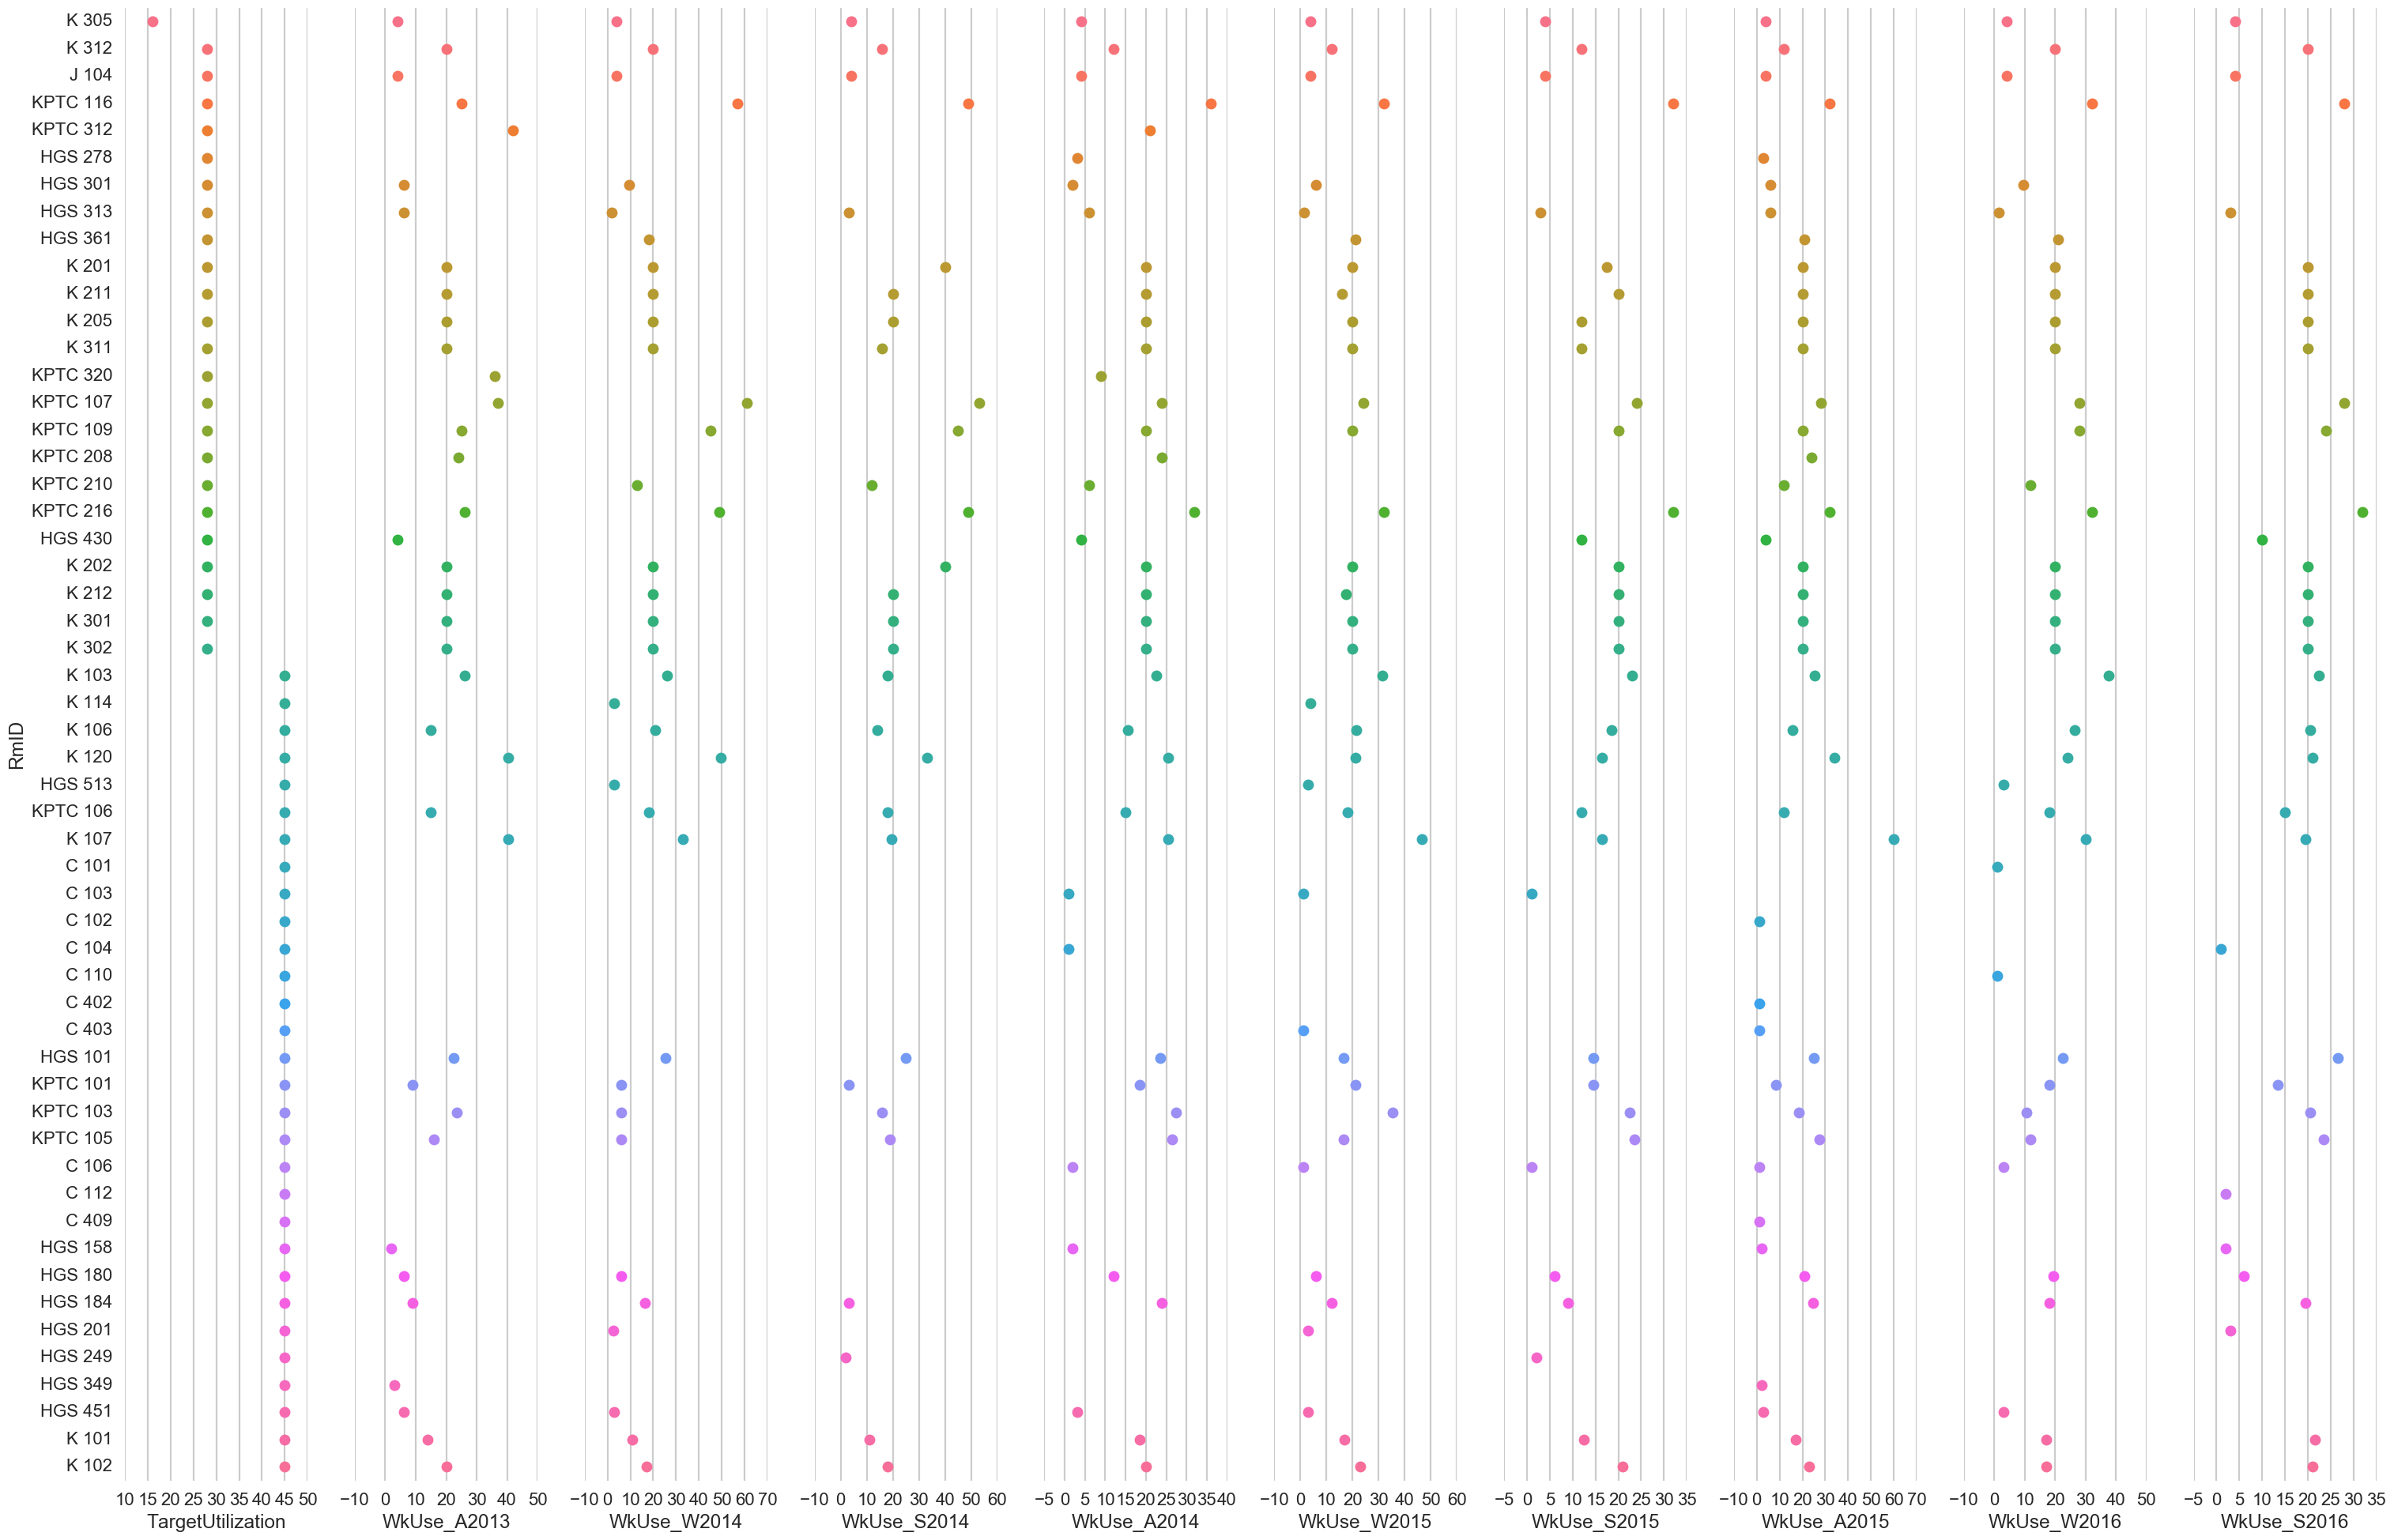 K 305
K 312
J 104
KPTC 116
KPTC 312
HGS 278
HGS 301
HGS 313
HGS 361
K 201
K 211
K 205
K 311
KPTC 320
KPTC 107
KPTC 109
KPTC 208
KPTC 210
KPTC 216
HGS 430
K 202
K 212
K 301
K 302
K 103
K 114
RmID
K 106
K 120
HGS 513
KPTC 106
K 107
C 101
C 103
C 102
C 104
C 110
C 402
C 403
HGS 101
KPTC 101
KPTC 103
KPTC 105
C 106
C 112
C 409
HGS 158
HGS 180
HGS 184
HGS 201
HGS 249
HGS 349
HGS 451
K 101
K 102
10 15 20 25 30 35 40 45 50
−10 0 10 20 30 40 50
−10 0 10 20 30 40 50 60 70
−10 0 10 20 30 40 50 60
−5 0 5 10 15 20 25 30 35 40
−10 0 10 20 30 40 50 60
−5 0 5 10 15 20 25 30 35
−10 0 10 20 30 40 50 60 70
−10 0 10 20 30 40 50
−5 0 5 10 15 20 25 30 35
TargetUtilization
WkUse_A2013
WkUse_W2014
WkUse_S2014
WkUse_A2014
WkUse_W2015
WkUse_S2015
WkUse_A2015
WkUse_W2016
WkUse_S2016